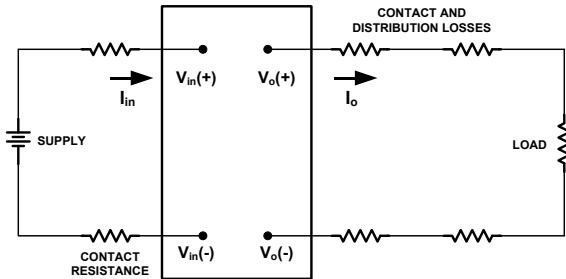 CONTACT AND
DISTRIBUTION LOSSES
Vin(+)
Vo(+)
Iin
Io
SUPPLY
LOAD
CONTACT
RESISTANCE
Vin(-)
Vo(-)